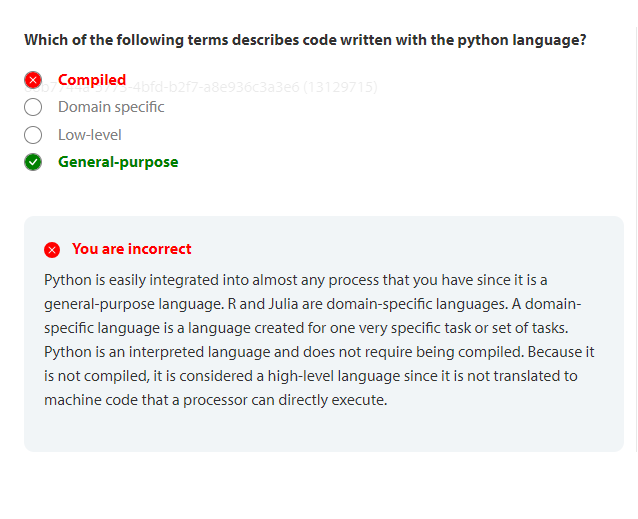 Which of the following terms describes code written with the python language?
Compiled
-4bfd-b2f7-a8e936c3a3e6 (13129715)
Domain specific
Low-level
General-purpose
You are incorrect
Python is easily integrated into almost any process that you have since it is a
general-purpose language. R and Julia are domain-specific languages. A domain-
specific language is a language created for one very specific task or set of tasks.
Python is an interpreted language and does not require being compiled. Because it
is not compiled, it is considered a high-level language since it is not translated to
machine code that a processor can directly execute.